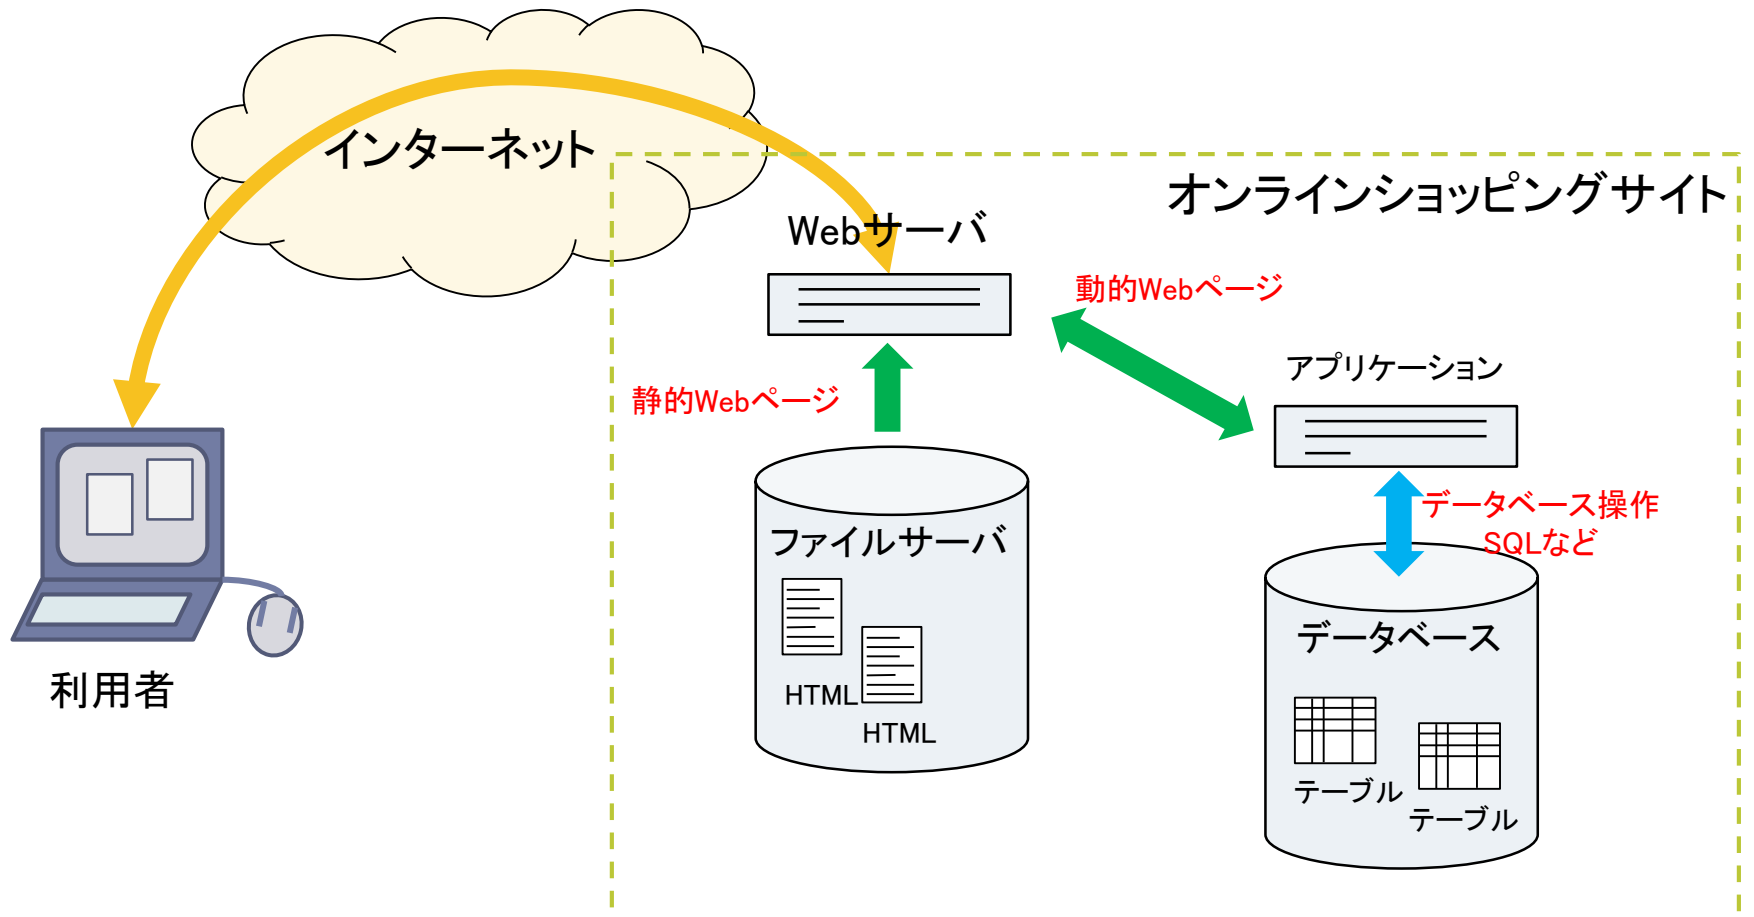 インターネット
オンラインショッピングサイト
Webサーバ
動的Webページ
アプリケーション
静的Webページ
データベース操作
SQLなど
ファイルサーバ
データベース
利用者
HTML
HTML
テーブル
テーブル